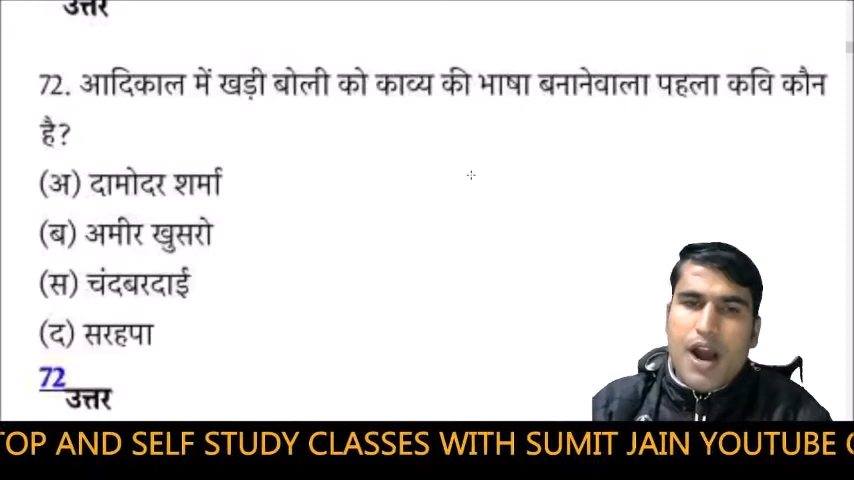 उत्तर
72. आदिकाल में खड़ी बोली को काव्य की भाषा बनानेवाला पहला कवि कौन
है?
(अ) दामोदर शर्मा
(ब) अमीर खुसरो
(स) चंदबरदाई
(द) सरहपा
72
उत्तर
TOP AND SELF STUDY CLASSES WITH SUMIT JAIN YOUTUBE